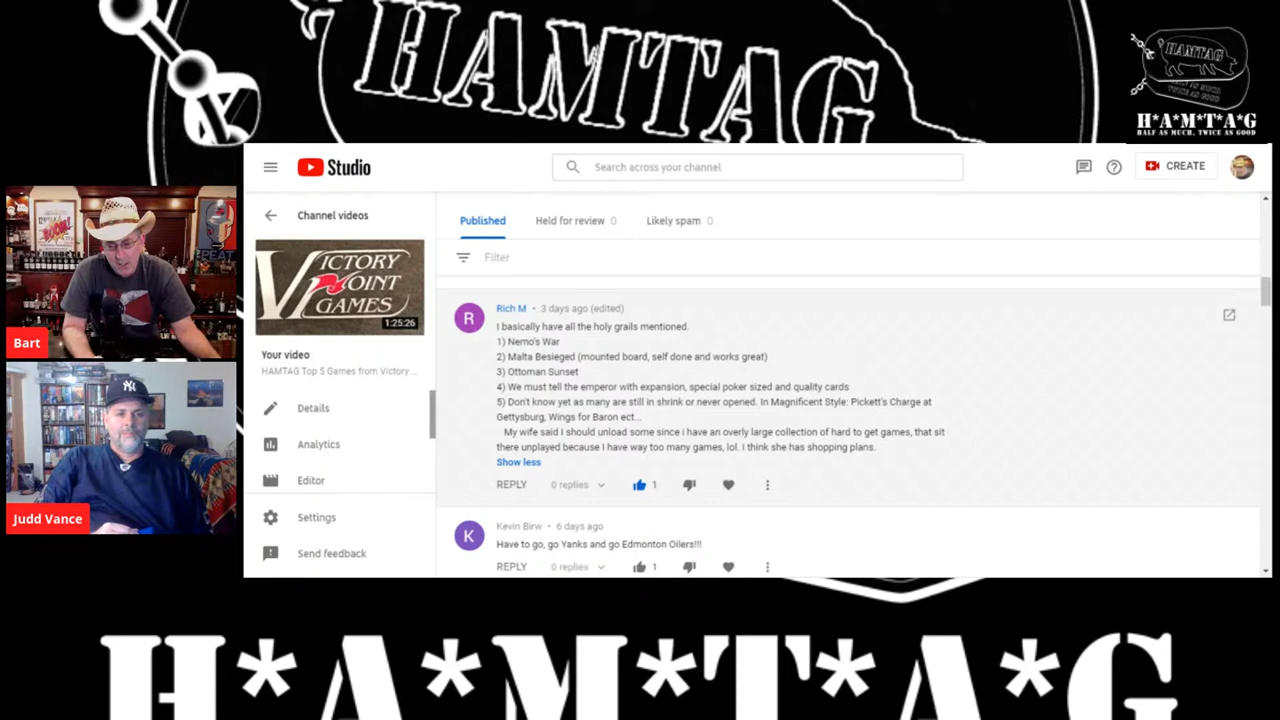 HAMTAG
HAMTAG
H*A*M*T*A*G
HALF AS MUCH, TWICE AS GOOD
Studio
Search across your channel
CREATE
Channel videos
Published
Held for review 0
Likely spam 0
Filter
VICTORY
POINT
GAMES
1:25:26
Your video
HAMTAG Top 5 Games from Victory ...
Details
Analytics
Editor
Settings
Send feedback
R
Rich M • 3 days ago (edited)
I basically have all the holy grails mentioned.
1) Nemo's War
2) Malta Besieged (mounted board, self done and works great)
3) Ottoman Sunset
4) We must tell the emperor with expansion, special poker sized and quality cards
5) Don't know yet as many are still in shrink or never opened. In Magnificent Style: Pickett's Charge at
Gettysburg, Wings for Baron ect...
My wife said I should unload some since i have an overly large collection of hard to get games, that sit
there unplayed because I have way too many games, lol. I think she has shopping plans.
Show less
REPLY 0 replies 1
K
Kevin Birw • 6 days ago
Have to go, go Yanks and go Edmonton Oilers!!!
REPLY 0 replies 1
Bart
Judd Vance
H*A*M*T*A*G